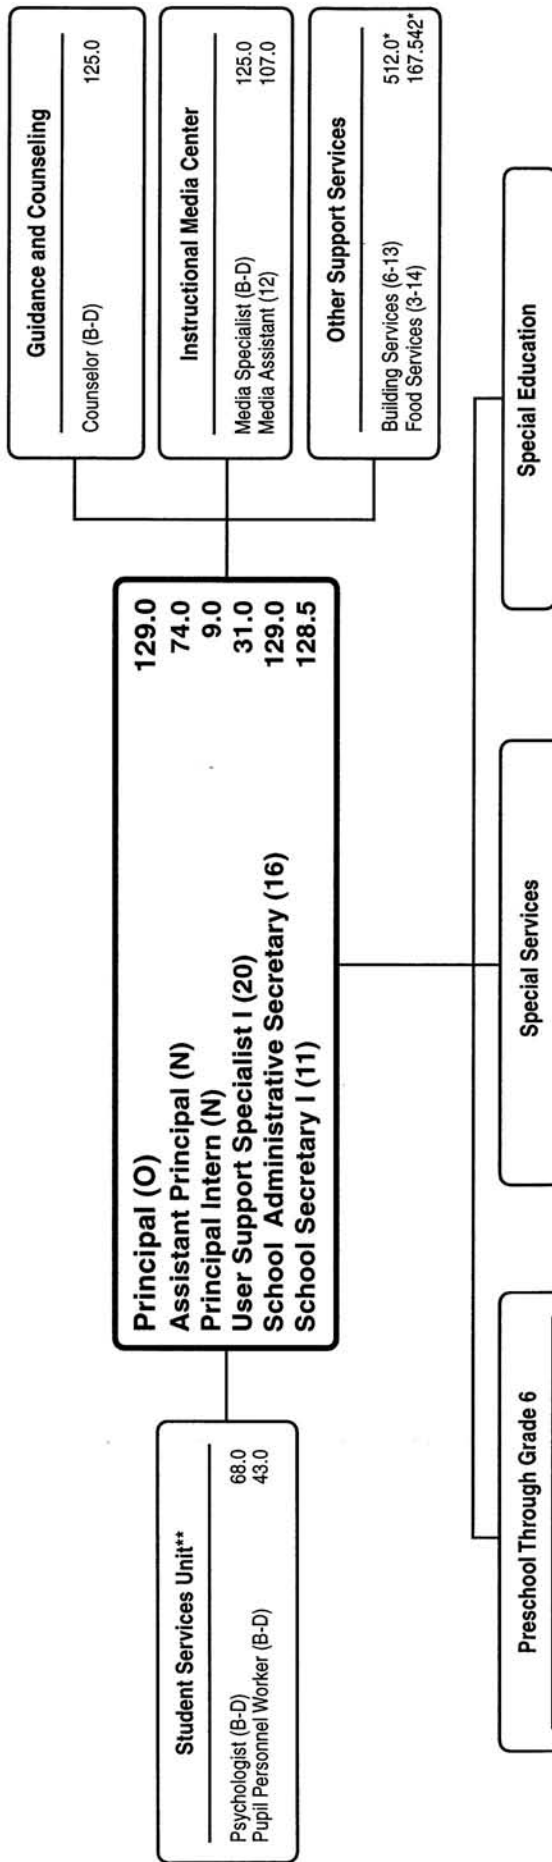 Student Services Unit**
Psychologist (B-D) 68.0
Pupil Personnel Worker (B-D) 43.0
Principal (O) 129.0
Assistant Principal (N) 74.0
Principal Intern (N) 9.0
User Support Specialist I (20) 31.0
School Administrative Secretary (16) 129.0
School Secretary I (11) 128.5
Guidance and Counseling
Counselor (B-D) 125.0
Instructional Media Center
Media Specialist (B-D) 125.0
Media Assistant (12) 107.0
Other Support Services
Building Services (6-13) 512.0*
Food Services (3-14) 167.542*
Preschool Through Grade 6
Special Services
Special Education